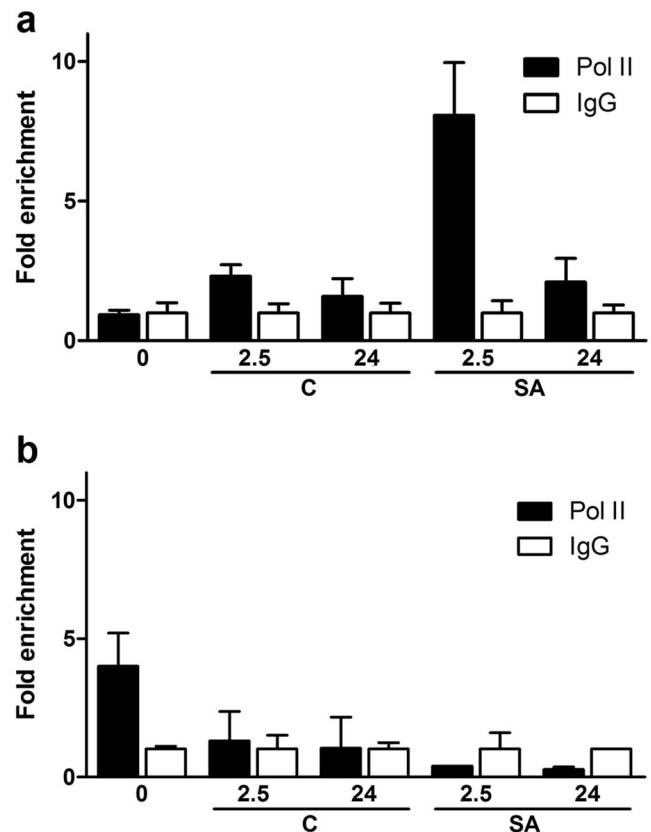 a
Fold enrichment
10
5
0
Pol II
IgG
0 2.5 24 2.5 24
C SA
b
Fold enrichment
10
5
0
Pol II
IgG
0 2.5 24 2.5 24
C SA